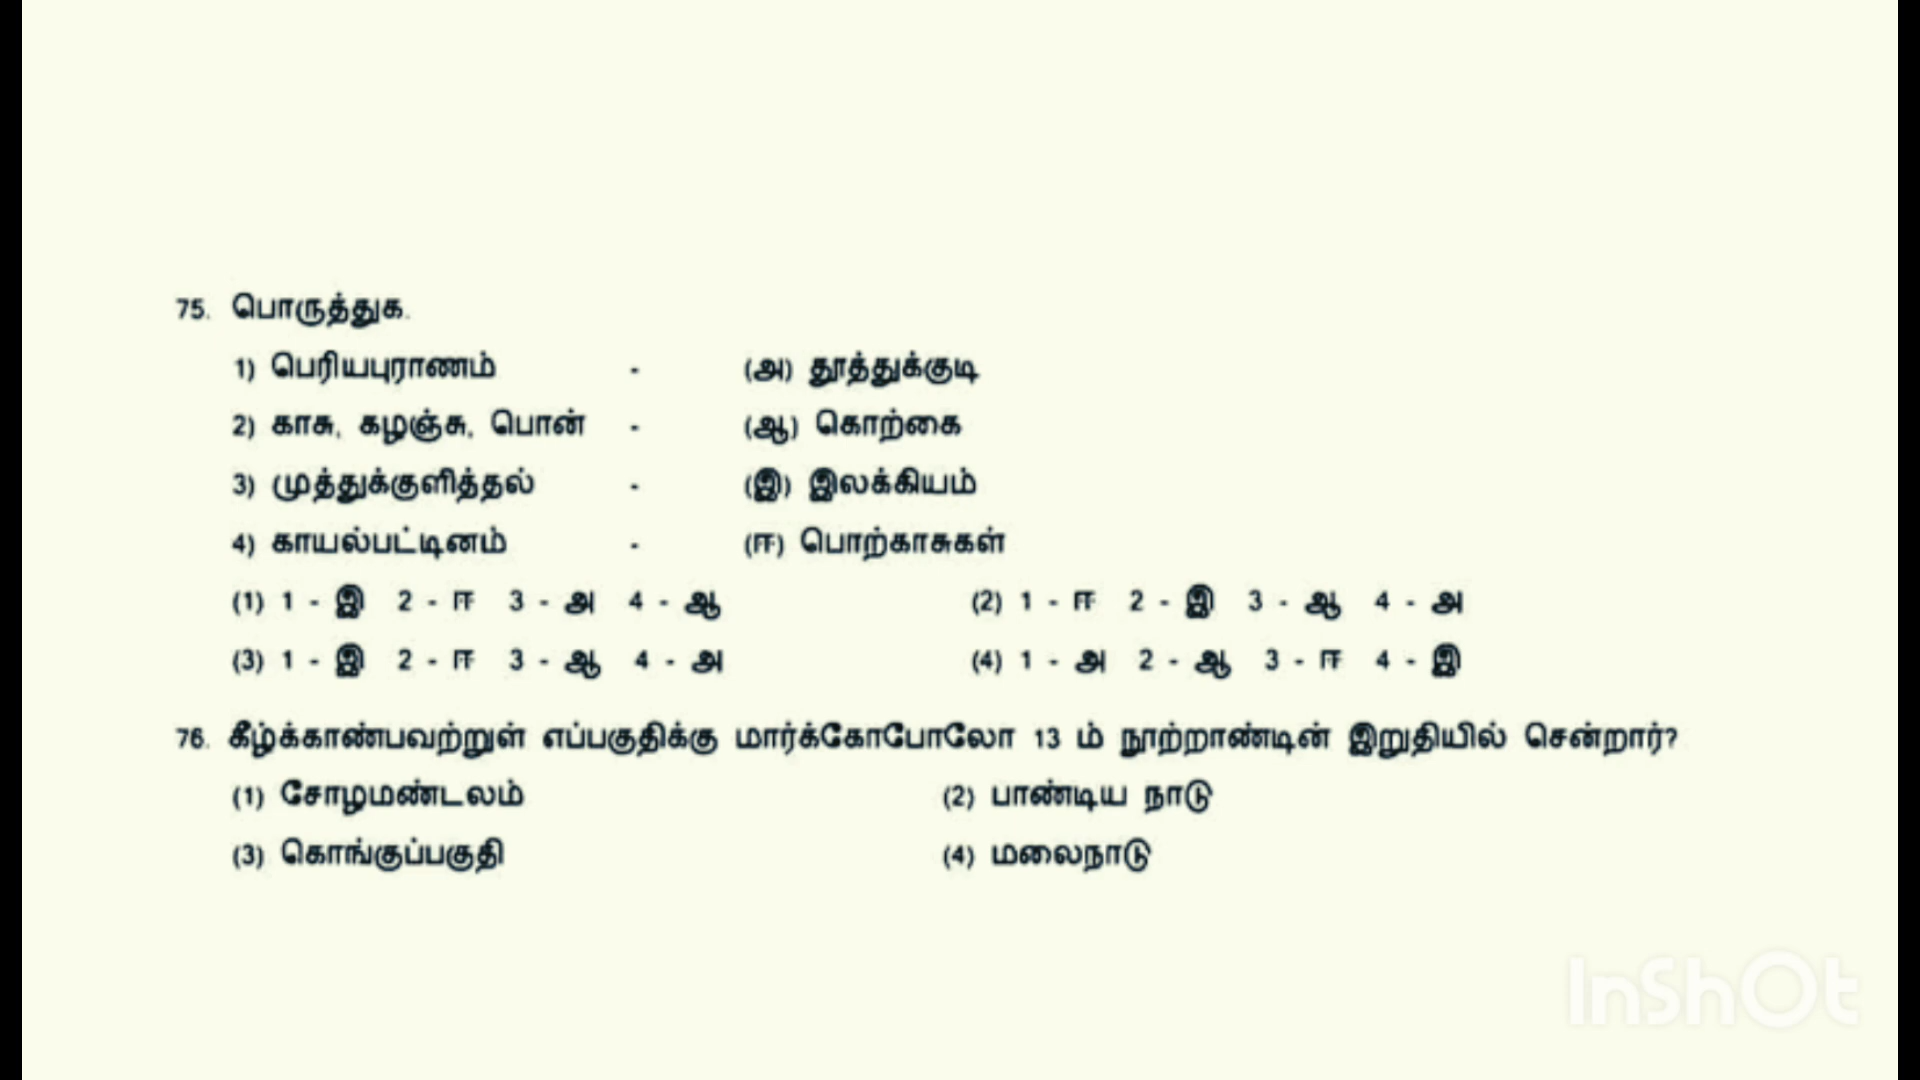 75. பொருத்துக.
1) பெரியபுராணம் - (அ) தூத்துக்குடி
2) காசு, கழஞ்சு, பொன் - (ஆ) கொற்கை
3) முத்துக்குளித்தல் - (இ) இலக்கியம்
4) காயல்பட்டினம் - (ஈ) பொற்காசுகள்
(1) 1 - இ 2 - ஈ 3 - அ 4 - ஆ (2) 1 - ஈ 2 - இ 3 - ஆ 4 - அ
(3) 1 - இ 2 - ஈ 3 - ஆ 4 - அ (4) 1 - அ 2 - ஆ 3 - ஈ 4 - இ
76. கீழ்க்காண்பவற்றுள் எப்பகுதிக்கு மார்க்கோபோலோ 13 ம் நூற்றாண்டின் இறுதியில் சென்றார்?
(1) சோழமண்டலம் (2) பாண்டிய நாடு
(3) கொங்குப்பகுதி (4) மலைநாடு
InShOt